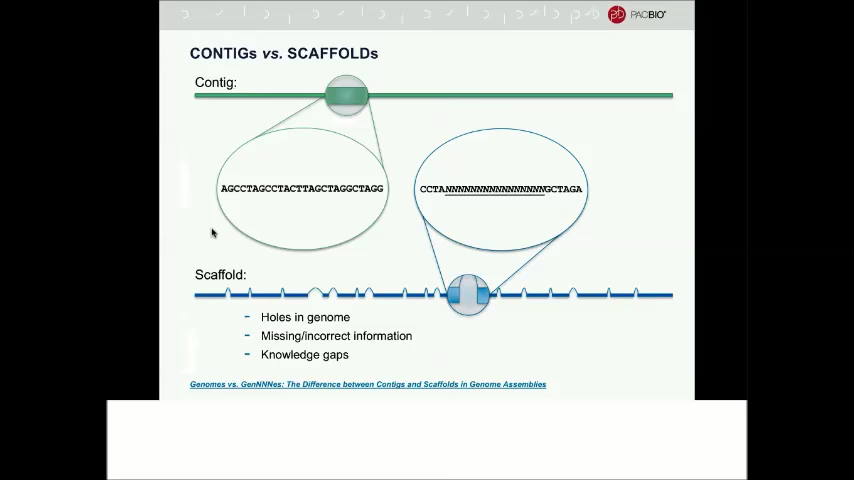 PACBIO®
CONTIGs vs. SCAFFOLDs
Contig:
AGCCTAGCCTACTTAGCTAGGCTAGG
CCTANNNNNNNNNNNNNNNNGCTAGA
Scaffold:
- Holes in genome
- Missing/incorrect information
- Knowledge gaps
Genomes vs. GenNNNes: The Difference between Contigs and Scaffolds in Genome Assemblies